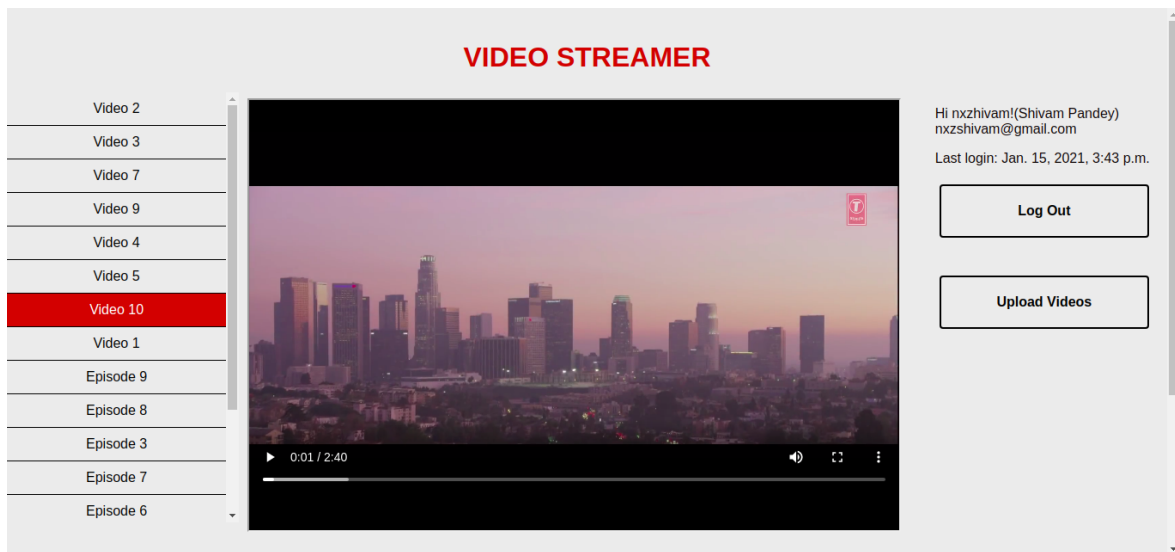 VIDEO STREAMER
Video 2
Video 3
Video 7
Video 9
Video 4
Video 5
Video 10
Video 1
Episode 9
Episode 8
Episode 3
Episode 7
Episode 6
T
0:01 / 2:40
Hi nxzhivam!(Shivam Pandey)
nxzshivam@gmail.com
Last login: Jan. 15, 2021, 3:43 p.m.
Log Out
Upload Videos